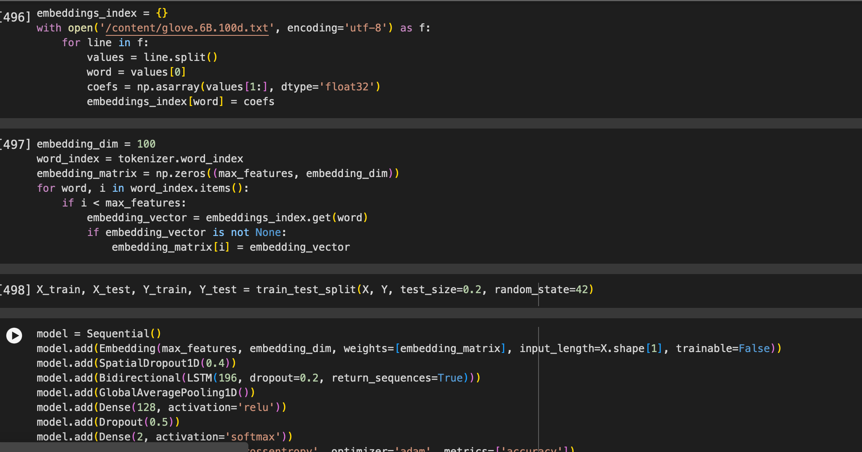 [496] embeddings_index = {}
with open('/content/glove.6B.100d.txt', encoding='utf-8') as f:
for line in f:
values = line.split()
word = values[0]
coefs = np.asarray(values[1:], dtype='float32')
embeddings_index[word] = coefs
[497] embedding_dim = 100
word_index = tokenizer.word_index
embedding_matrix = np.zeros((max_features, embedding_dim))
for word, i in word_index.items():
if i < max_features:
embedding_vector = embeddings_index.get(word)
if embedding_vector is not None:
embedding_matrix[i] = embedding_vector
[498] X_train, X_test, Y_train, Y_test = train_test_split(X, Y, test_size=0.2, random_state=42)
model = Sequential()
model.add(Embedding(max_features, embedding_dim, weights=[embedding_matrix], input_length=X.shape[1], trainable=False))
model.add(SpatialDropout1D(0.4))
model.add(Bidirectional(LSTM(196, dropout=0.2, return_sequences=True)))
model.add(GlobalAveragePooling1D())
model.add(Dense(128, activation='relu'))
model.add(Dropout(0.5))
model.add(Dense(2, activation='softmax'))
ossentropy', optimizer='adam', metrics=['accuracy'])